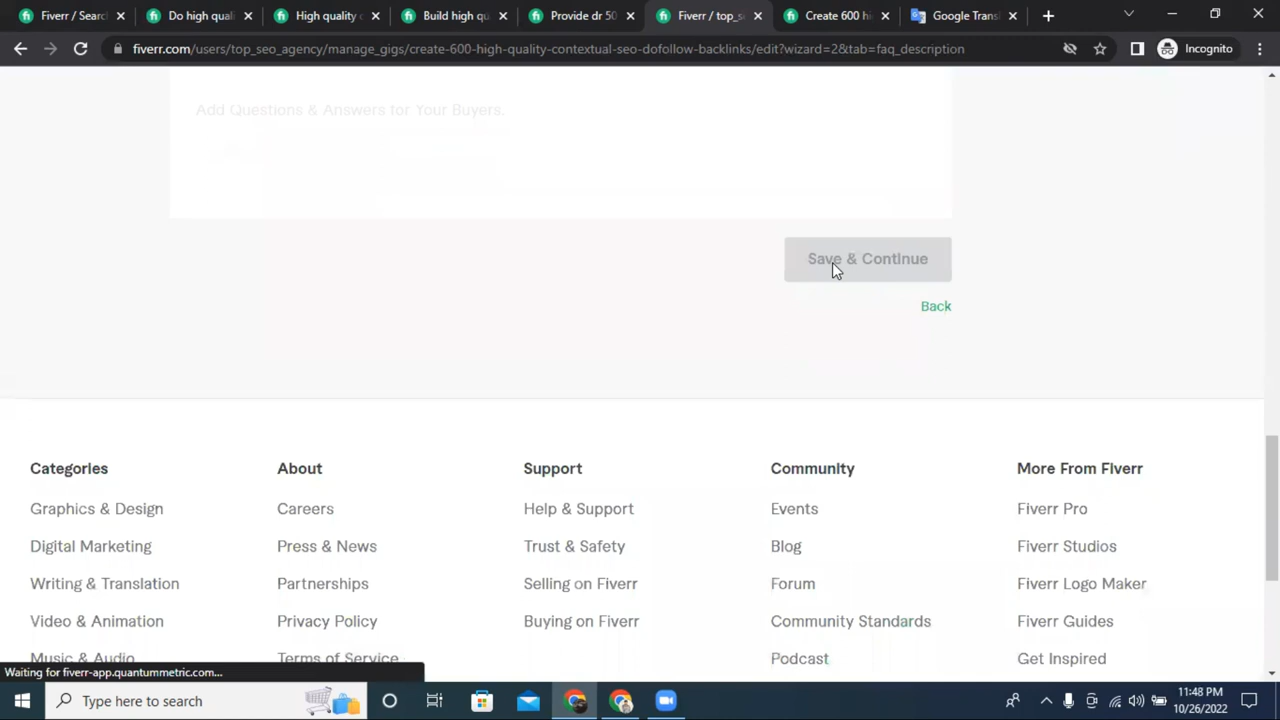 Fiverr / Searc
Do high quali
High quality c
Build high qu
Provide dr 50
Fiverr / top_s
Create 600 hi
Google Transl
fiverr.com/users/top_seo_agency/manage_gigs/create-600-high-quality-contextual-seo-dofollow-backlinks/edit?wizard=2&tab=faq_description
Incognito
Add Questions & Answers for Your Buyers.
Save & Continue
Back
Categories
About
Support
Community
More From Fiverr
Graphics & Design
Careers
Help & Support
Events
Fiverr Pro
Digital Marketing
Press & News
Trust & Safety
Blog
Fiverr Studios
Writing & Translation
Partnerships
Selling on Fiverr
Forum
Fiverr Logo Maker
Video & Animation
Privacy Policy
Buying on Fiverr
Community Standards
Fiverr Guides
Music & Audio
Terms of Service
Podcast
Get Inspired
Waiting for fiverr-app.quantummetric.com...
Type here to search
11:48 PM
10/26/2022